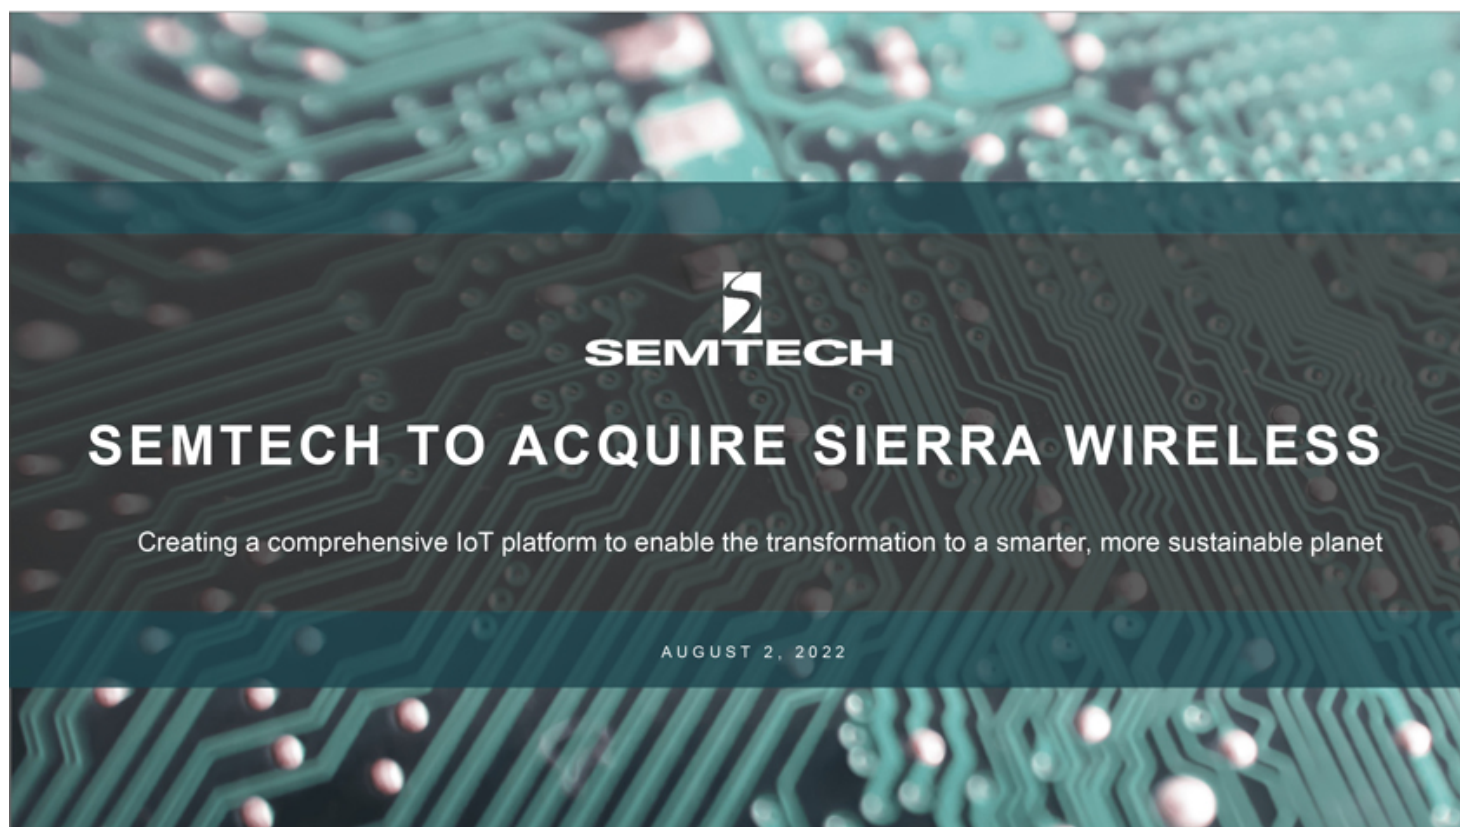 SEMTECH
SEMTECH TO ACQUIRE SIERRA WIRELESS
Creating a comprehensive IoT platform to enable the transformation to a smarter, more sustainable planet
AUGUST 2, 2022